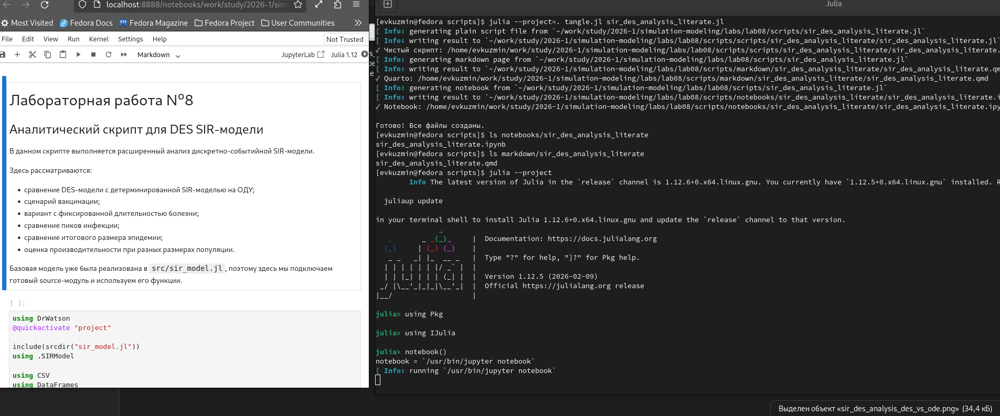 localhost:8888/notebooks/work/study/2026-1/sim
Most Visited Fedora Docs Fedora Magazine Fedora Project User Communities
File Edit View Run Kernel Settings Help Not Trusted
Markdown JupyterLab Julia 1.12
Лабораторная работа №8
Аналитический скрипт для DES SIR-модели
В данном скрипте выполняется расширенный анализ дискретно-событийной SIR-модели.
Здесь рассматриваются:
• сравнение DES-модели с детерминированной SIR-моделью на ОДУ;
• сценарий вакцинации;
• вариант с фиксированной длительностью болезни;
• сравнение пиков инфекции;
• сравнение итогового размера эпидемии;
• оценка производительности при разных размерах популяции.
Базовая модель уже была реализована в src/sir_model.jl, поэтому здесь мы подключаем
готовый source-модуль и используем его функции.
[ ]:
using DrWatson
@quickactivate "project"
include(srcdir("sir_model.jl"))
using .SIRModel
using CSV
using DataFrames
Julia
[evkuzmin@fedora scripts]$ julia --project=. tangle.jl sir_des_analysis_literate.jl
[ Info: generating plain script file from `~/work/study/2026-1/simulation-modeling/labs/lab08/scripts/sir_des_analysis_literate.jl`
[ Info: writing result to `~/work/study/2026-1/simulation-modeling/labs/lab08/scripts/scripts/sir_des_analysis_literate/sir_des_analysis_literate.jl`
✓ Чистый скрипт: /home/evkuzmin/work/study/2026-1/simulation-modeling/labs/lab08/scripts/scripts/sir_des_analysis_literate/sir_des_analysis_literate.
[ Info: generating markdown page from `~/work/study/2026-1/simulation-modeling/labs/lab08/scripts/sir_des_analysis_literate.jl`
[ Info: writing result to `~/work/study/2026-1/simulation-modeling/labs/lab08/scripts/markdown/sir_des_analysis_literate/sir_des_analysis_literate.qm
✓ Quarto: /home/evkuzmin/work/study/2026-1/simulation-modeling/labs/lab08/scripts/markdown/sir_des_analysis_literate/sir_des_analysis_literate.qmd
[ Info: generating notebook from `~/work/study/2026-1/simulation-modeling/labs/lab08/scripts/sir_des_analysis_literate.jl`
[ Info: writing result to `~/work/study/2026-1/simulation-modeling/labs/lab08/scripts/notebooks/sir_des_analysis_literate/sir_des_analysis_literate.i
✓ Notebook: /home/evkuzmin/work/study/2026-1/simulation-modeling/labs/lab08/scripts/notebooks/sir_des_analysis_literate/sir_des_analysis_literate.ipy
Готово! Все файлы созданы.
[evkuzmin@fedora scripts]$ ls notebooks/sir_des_analysis_literate
sir_des_analysis_literate.ipynb
[evkuzmin@fedora scripts]$ ls markdown/sir_des_analysis_literate
sir_des_analysis_literate.qmd
[evkuzmin@fedora scripts]$ julia --project
Info The latest version of Julia in the `release` channel is 1.12.6+0.x64.linux.gnu. You currently have `1.12.5+0.x64.linux.gnu` installed. R
juliaup update
in your terminal shell to install Julia 1.12.6+0.x64.linux.gnu and update the `release` channel to that version.
Documentation: https://docs.julialang.org
Type "?" for help, "]?" for Pkg help.
Version 1.12.5 (2026-02-09)
Official https://julialang.org release
julia> using Pkg
julia> using IJulia
julia> notebook()
notebook = `/usr/bin/jupyter notebook`
[ Info: running `/usr/bin/jupyter notebook`
Выделен объект «sir_des_analysis_des_vs_ode.png» (34,4 кБ)